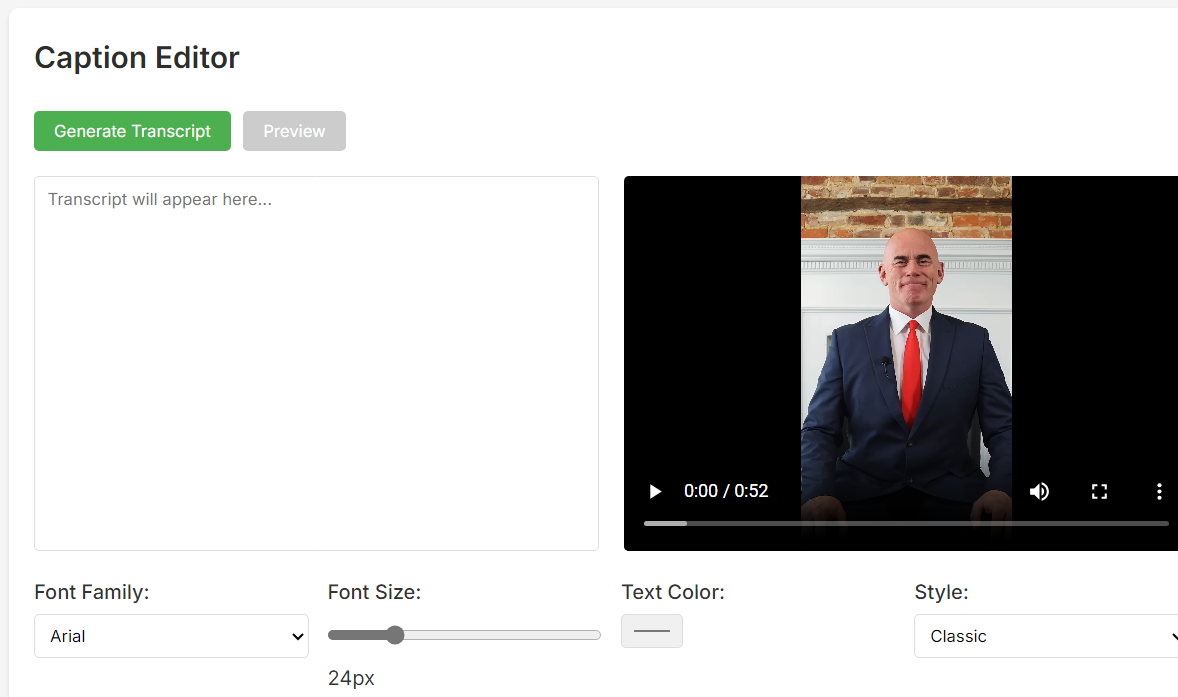 Caption Editor
Generate Transcript
Preview
Transcript will appear here...
0:00 / 0:52
Font Family:
Font Size:
Text Color:
Style:
Arial
Classic
24px